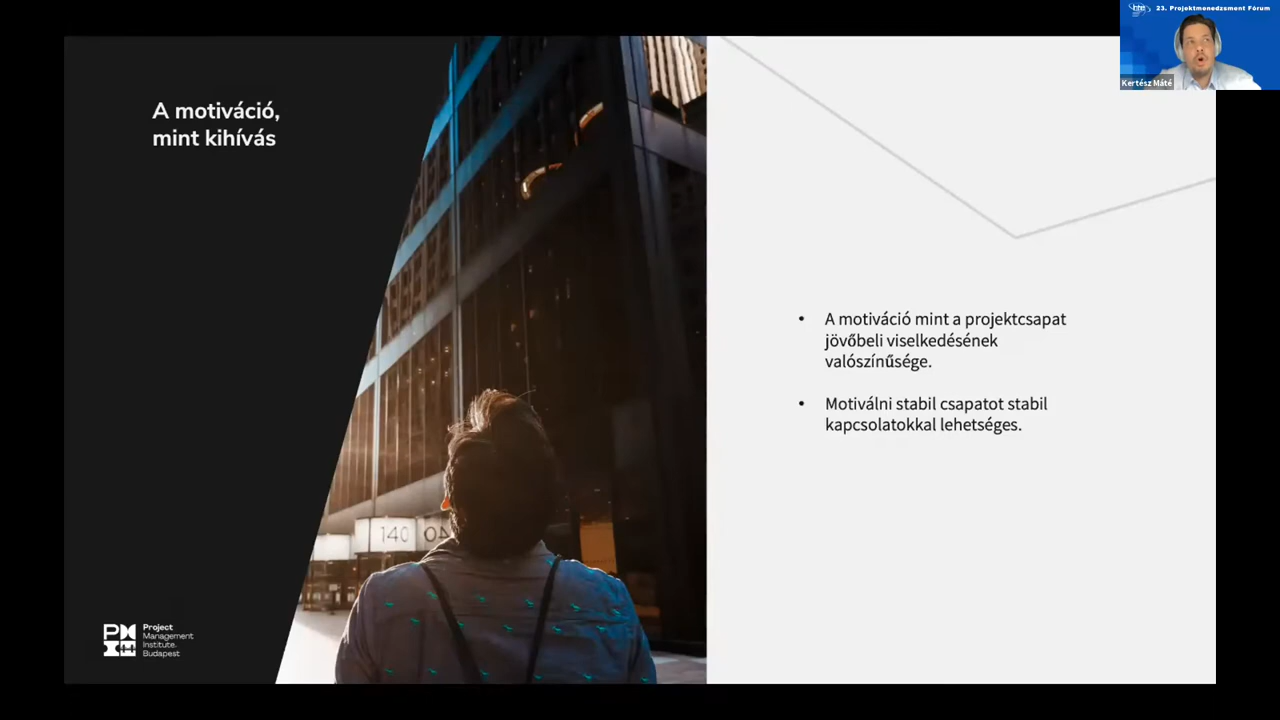 23. Projektmenedzsment Fórum
Kertész Máté
A motiváció,
mint kihívás
• A motiváció mint a projektcsapat
jövőbeli viselkedésének
valószínűsége.
• Motiválni stabil csapatot stabil
kapcsolatokkal lehetséges.
140
Project
Management
Institute.
Budapest